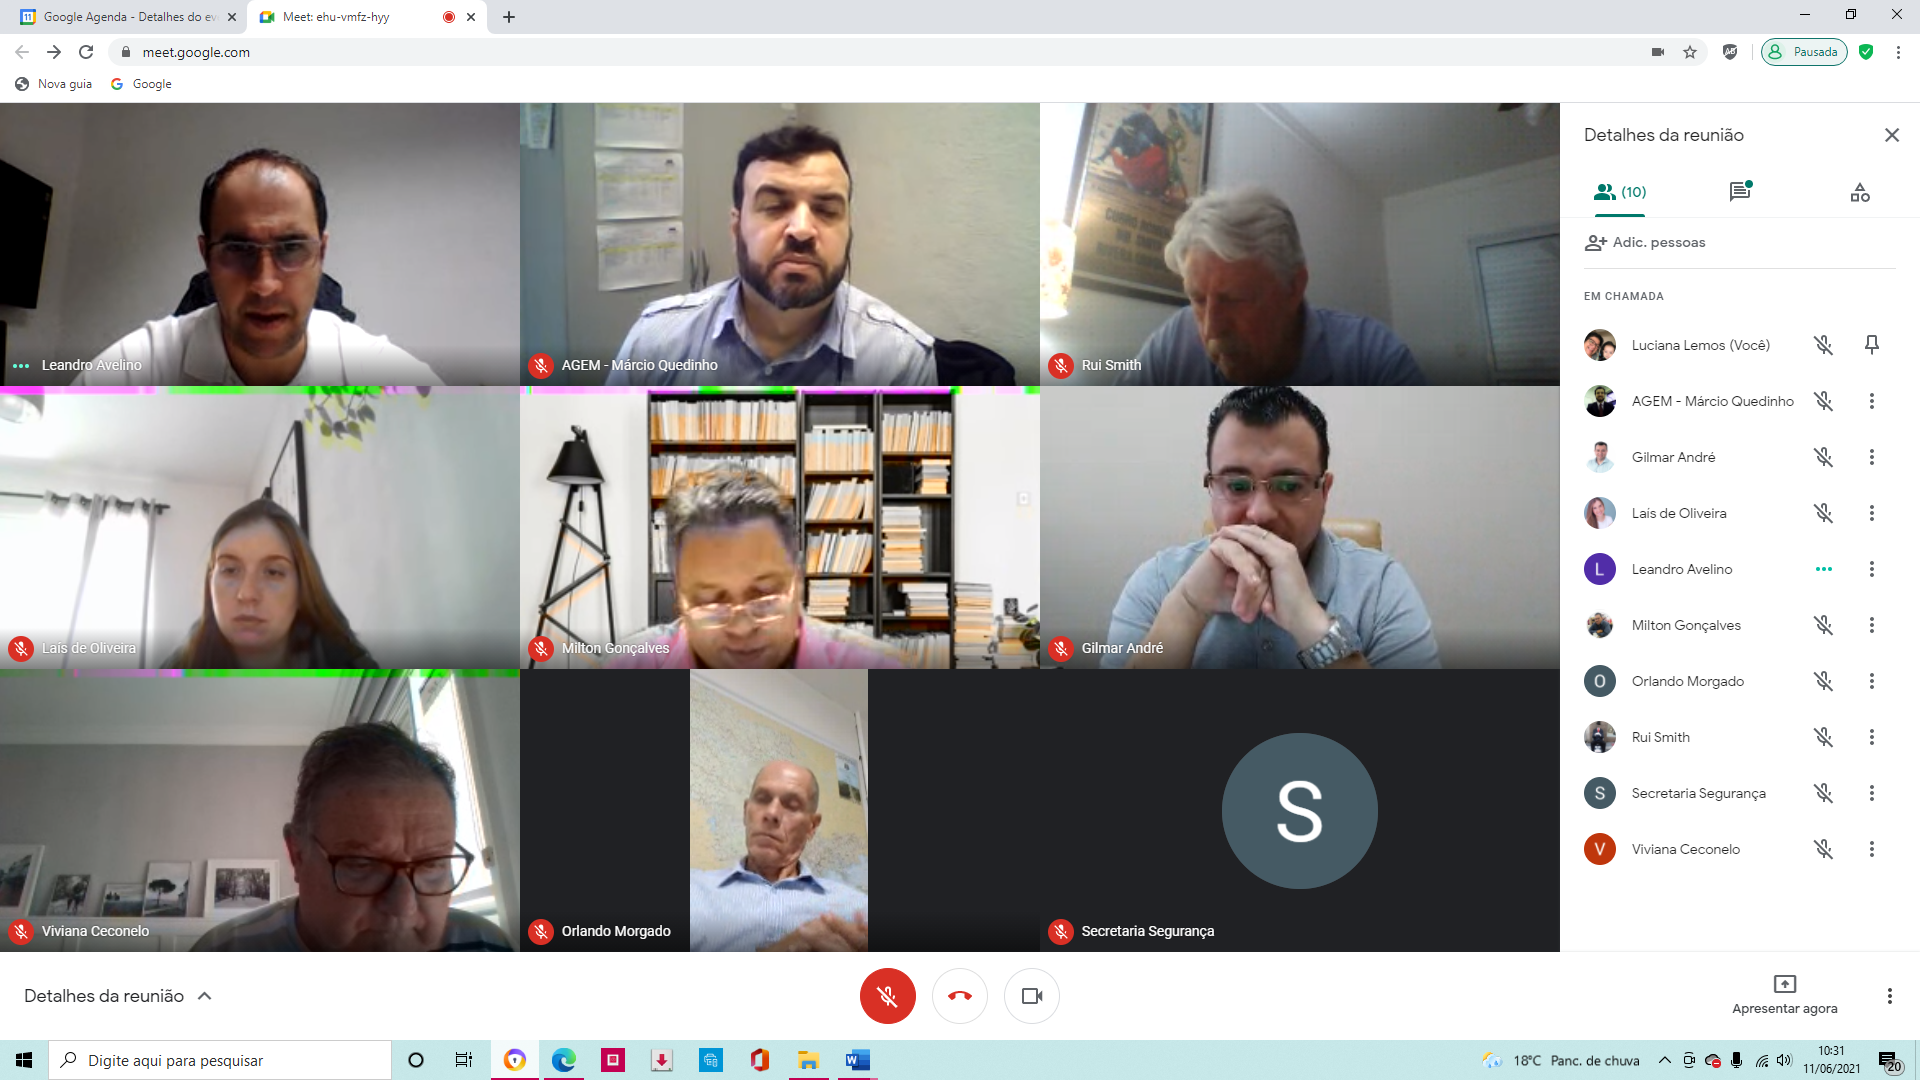 Google Agenda - Detalhes do ev
Meet: ehu-vmfz-hyy
meet.google.com
Pausada
Nova guia
Google
Leandro Avelino
AGEM - Márcio Quedinho
Rui Smith
Laís de Oliveira
Milton Gonçalves
Gilmar André
Viviana Ceconelo
Orlando Morgado
S
Secretaria Segurança
Detalhes da reunião
(10)
Adic. pessoas
EM CHAMADA
Luciana Lemos (Você)
AGEM - Márcio Quedinho
Gilmar André
Laís de Oliveira
L Leandro Avelino
Milton Gonçalves
O Orlando Morgado
Rui Smith
S Secretaria Segurança
V Viviana Ceconelo
Detalhes da reunião
Apresentar agora
Digite aqui para pesquisar
18°C Panc. de chuva
10:31
11/06/2021
20